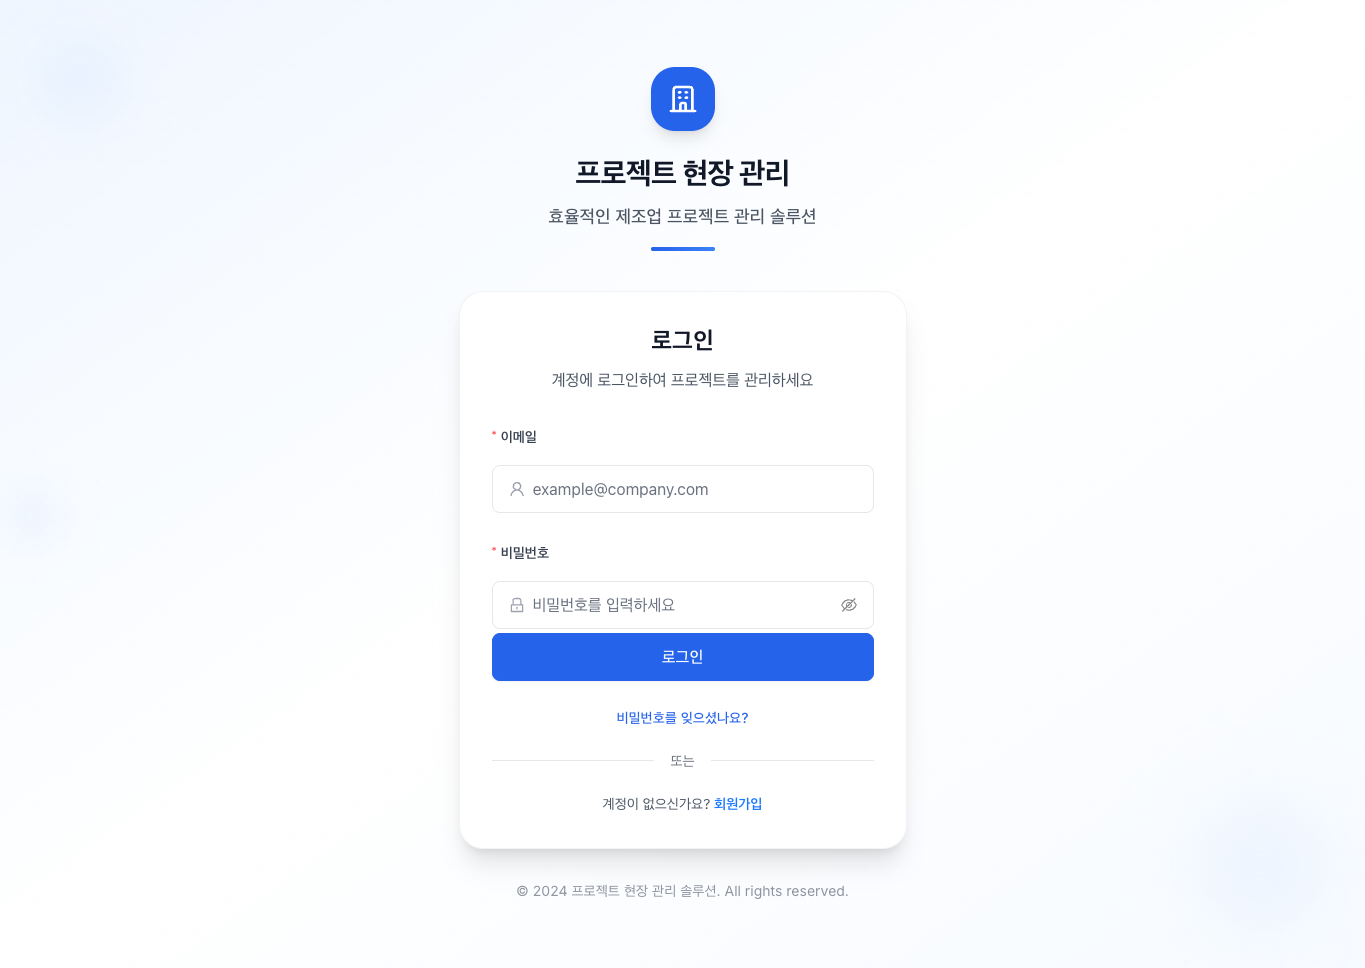 프로젝트 현장 관리
효율적인 제조업 프로젝트 관리 솔루션
로그인
계정에 로그인하여 프로젝트를 관리하세요
* 이메일
example@company.com
* 비밀번호
비밀번호를 입력하세요
로그인
비밀번호를 잊으셨나요?
또는
계정이 없으신가요? 회원가입
© 2024 프로젝트 현장 관리 솔루션. All rights reserved.